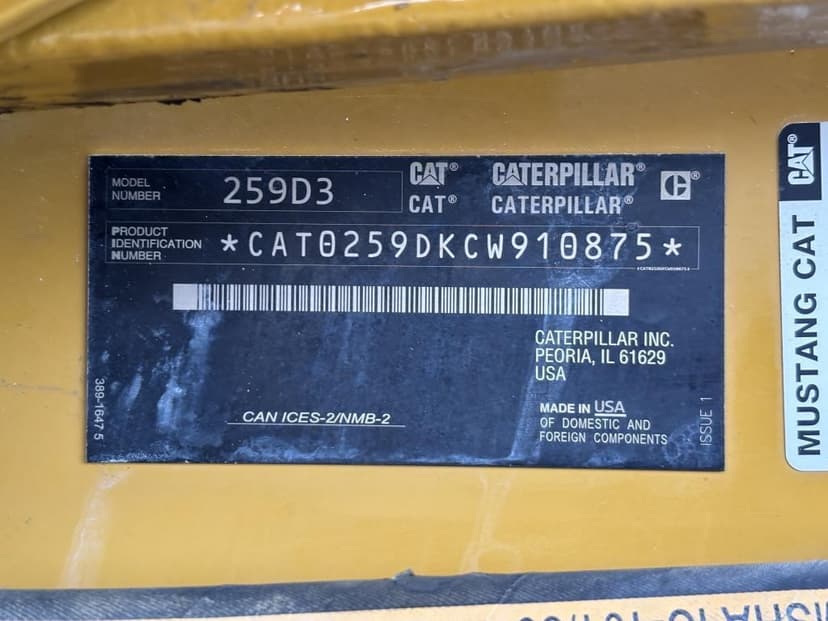 MODEL NUMBER 259D3
CAT® CATERPILLAR®
CAT® CATERPILLAR®
PRODUCT IDENTIFICATION NUMBER *CAT0259DKCW910875*
CATERPILLAR INC.
PEORIA, IL 61629
USA
MADE IN USA
OF DOMESTIC AND
FOREIGN COMPONENTS
CAN ICES-2/NMB-2
389-1647 5
ISSUE 1
CAT®
MUSTANG CAT